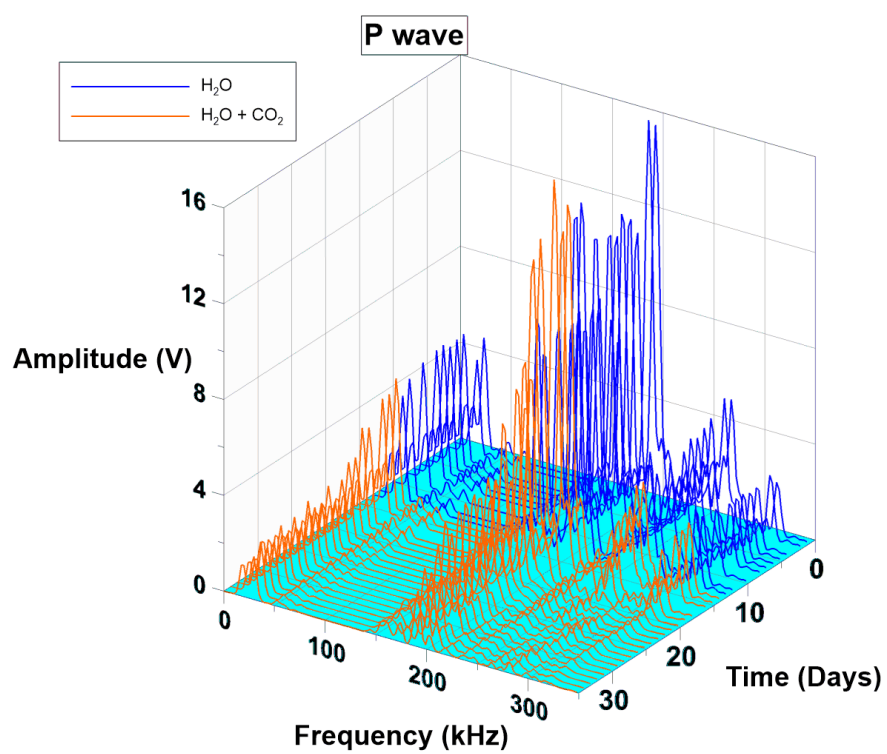 P wave
H₂O
H₂O + CO₂
16
12
Amplitude (V)
8
4
0
0
100
200
300
0
10
20
30
Time (Days)
Frequency (kHz)